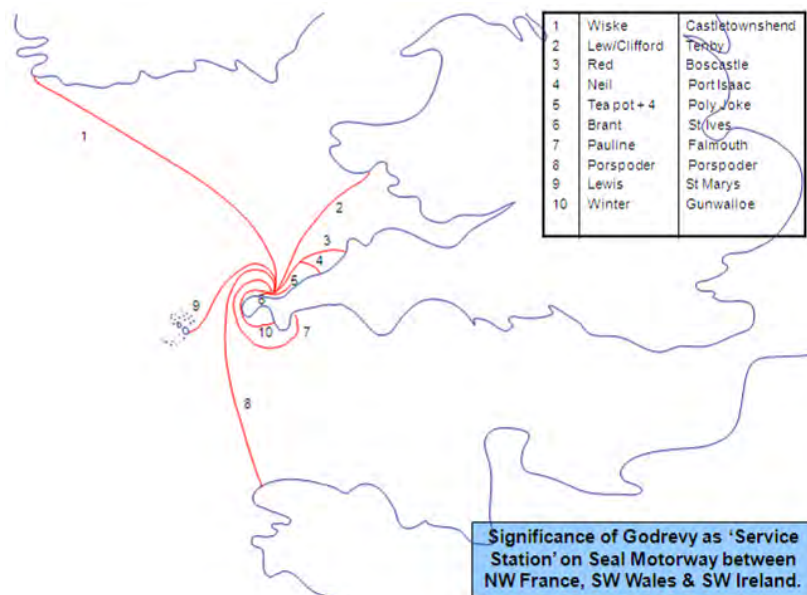 1 Wiske Castletownshend
2 Lew/Clifford Tenby
3 Red Boscastle
4 Neil Port Isaac
5 Tea pot + 4 Poly Joke
6 Brant St Ives
7 Pauline Falmouth
8 Porspoder Porspoder
9 Lewis St Marys
10 Winter Gunwalloe
1
2
3
4
5
6
9
10
7
8
Significance of Godrevy as ‘Service
Station’ on Seal Motorway between
NW France, SW Wales & SW Ireland.